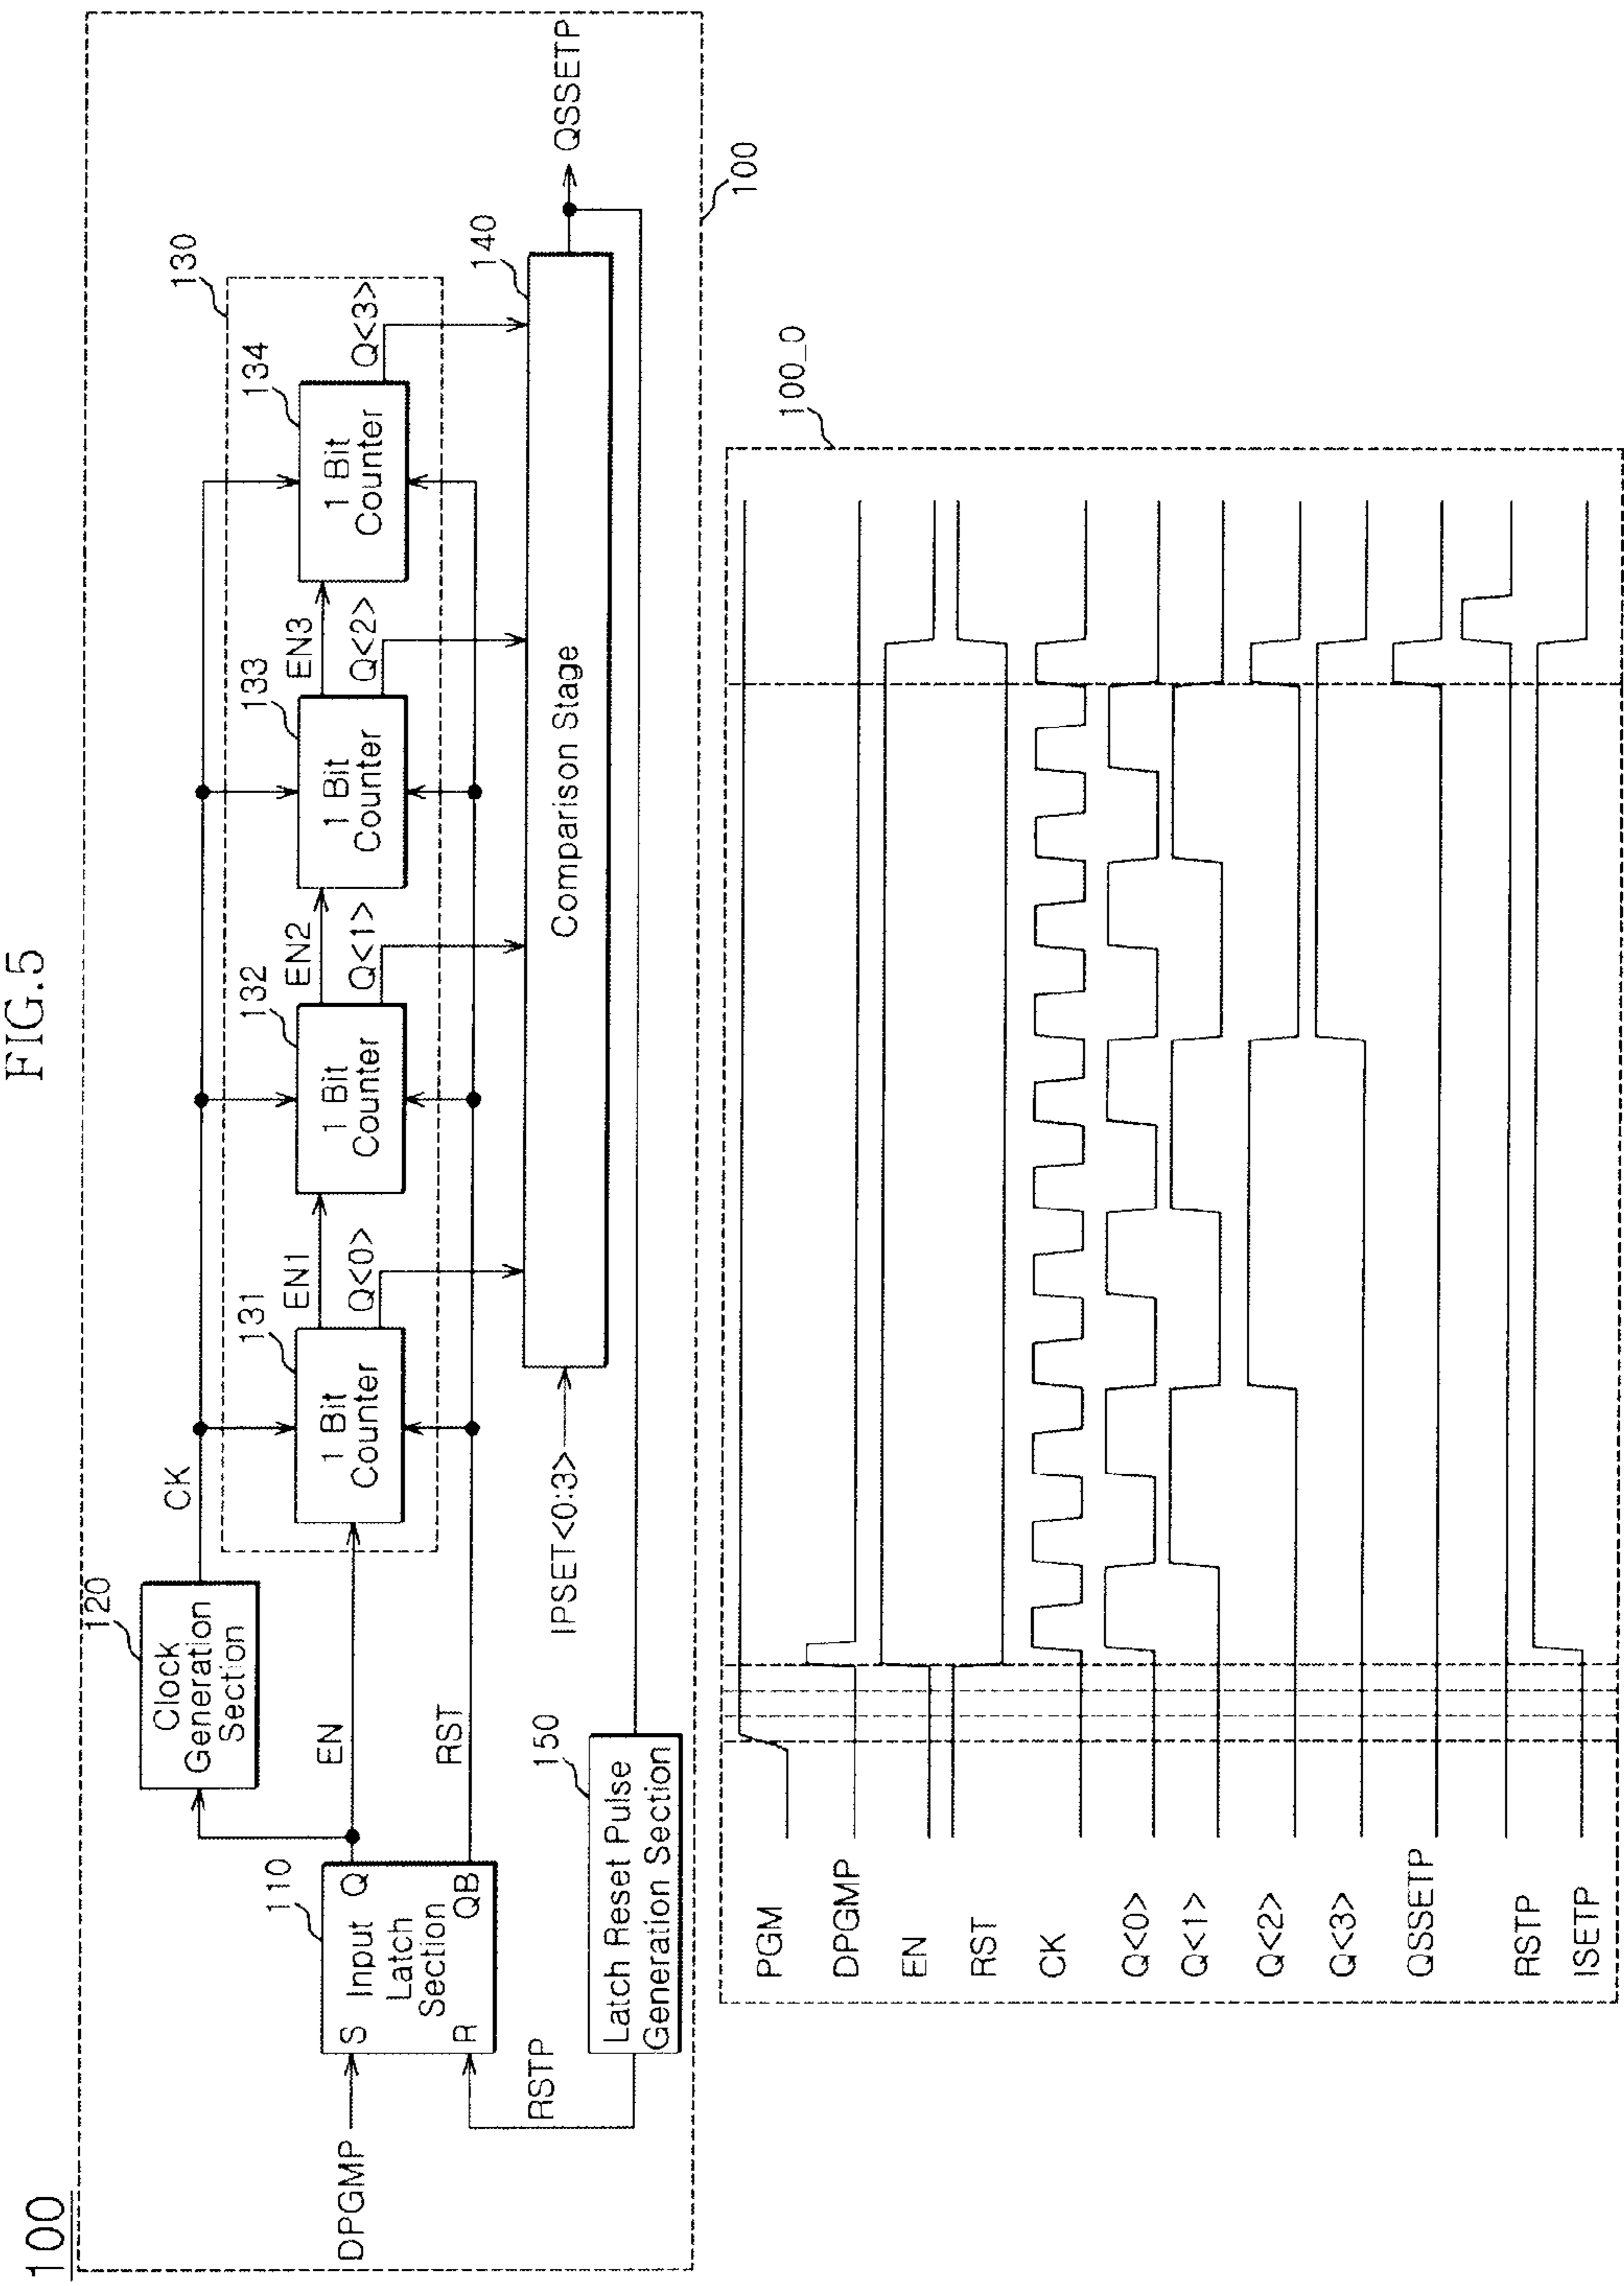 FIG.5
100
120
Clock
Generation
Section
CK
130
131
1 Bit
Counter
EN1
Q<0>
132
1 Bit
Counter
EN2
Q<1>
133
1 Bit
Counter
EN3
Q<2>
134
1 Bit
Counter
Q<3>
DPGMP
110
S
Q
Input
Latch
Section
R
QB
EN
RST
RSTP
IPSET<0:3>
140
Comparison Stage
QSSETP
150
Latch Reset Pulse
Generation Section
100
100_0
PGM
DPGMP
EN
RST
CK
Q<0>
Q<1>
Q<2>
Q<3>
QSSETP
RSTP
ISETP